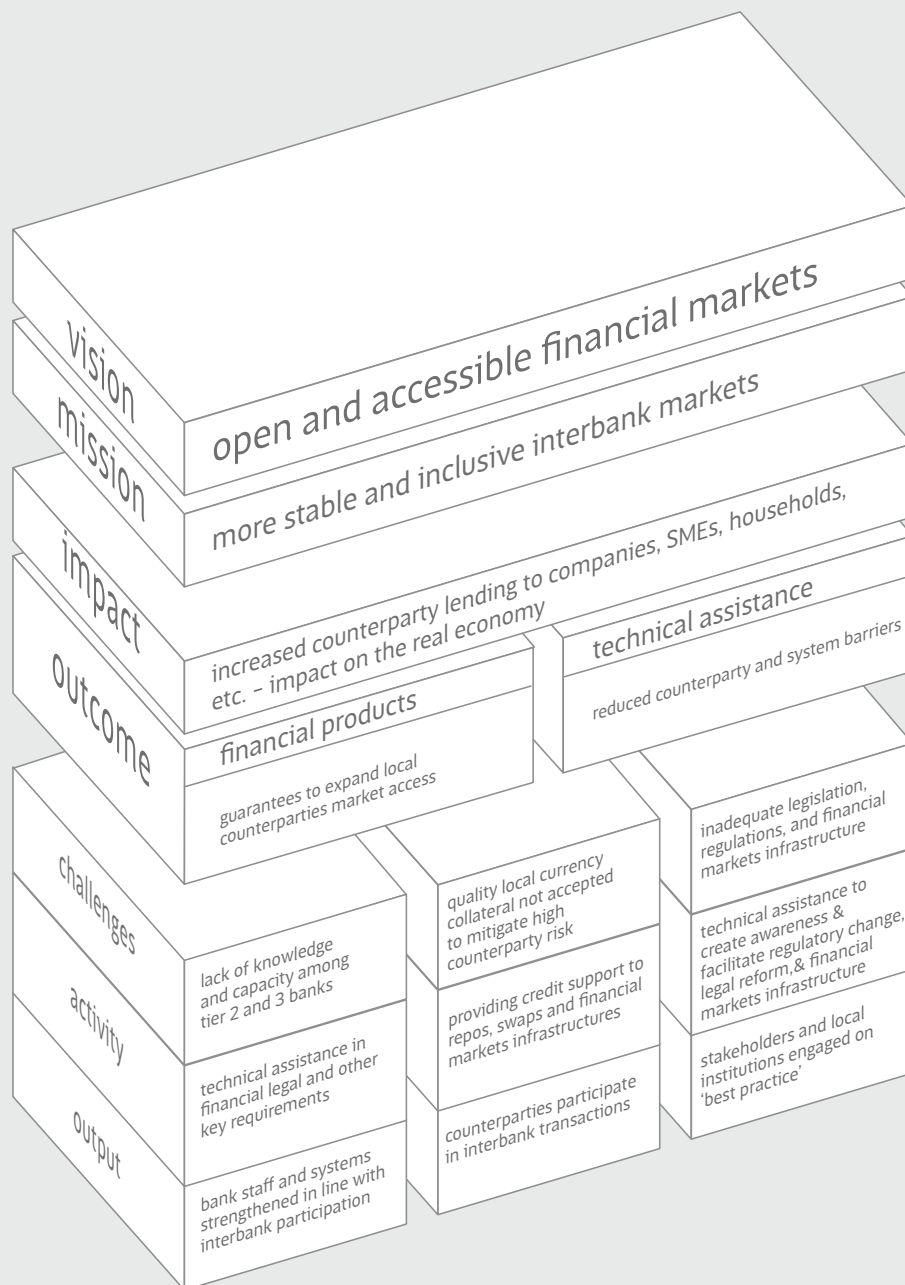 vision
open and accessible financial markets
mission
more stable and inclusive interbank markets
impact
increased counterparty lending to companies, SMEs, households,
etc. – impact on the real economy
outcome
financial products
guarantees to expand local
counterparties market access
technical assistance
reduced counterparty and system barriers
challenges
lack of knowledge
and capacity among
tier 2 and 3 banks
quality local currency
collateral not accepted
to mitigate high
counterparty risk
inadequate legislation,
regulations, and financial
markets infrastructure
activity
technical assistance in
financial legal and other
key requirements
providing credit support to
repos, swaps and financial
markets infrastructures
technical assistance to
create awareness &
facilitate regulatory change,
legal reform,& financial
markets infrastructure
output
bank staff and systems
strengthened in line with
interbank participation
counterparties participate
in interbank transactions
stakeholders and local
institutions engaged on
‘best practice’